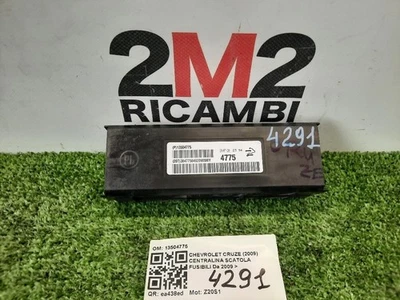 2M2
RICAMBI
P13504775
4775
4291
OM: 13504775
CHEVROLET CRUZE (2009)
CENTRALINA SCATOLA
FUSIBILI Da 2009 >
4291
QR: ea438ed Mot: Z20S1